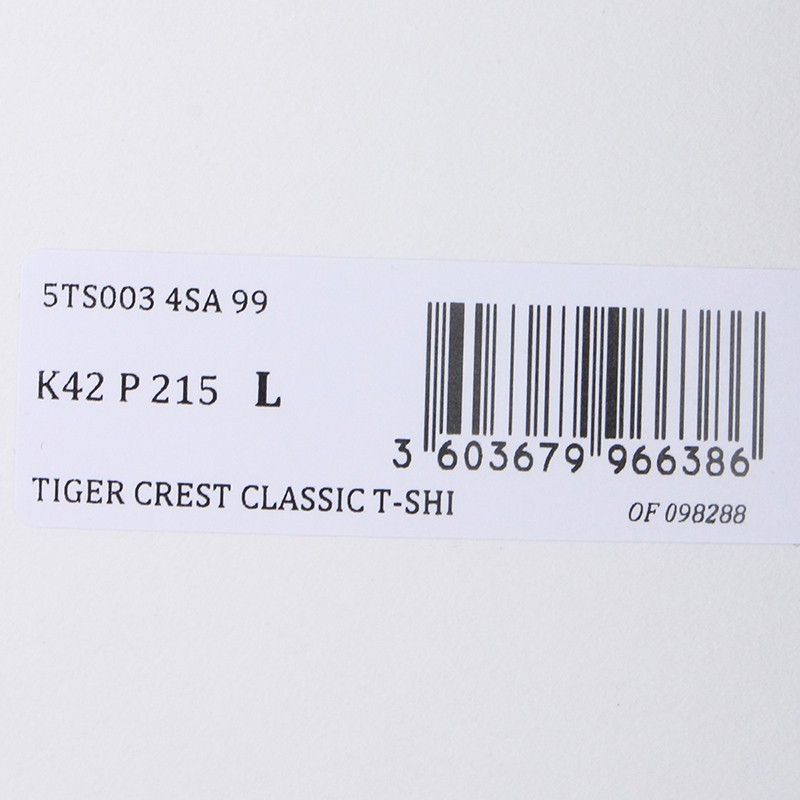 5TS003 4SA 99
K42 P 215 L
3 603679 966386
TIGER CREST CLASSIC T-SHI
OF 098288